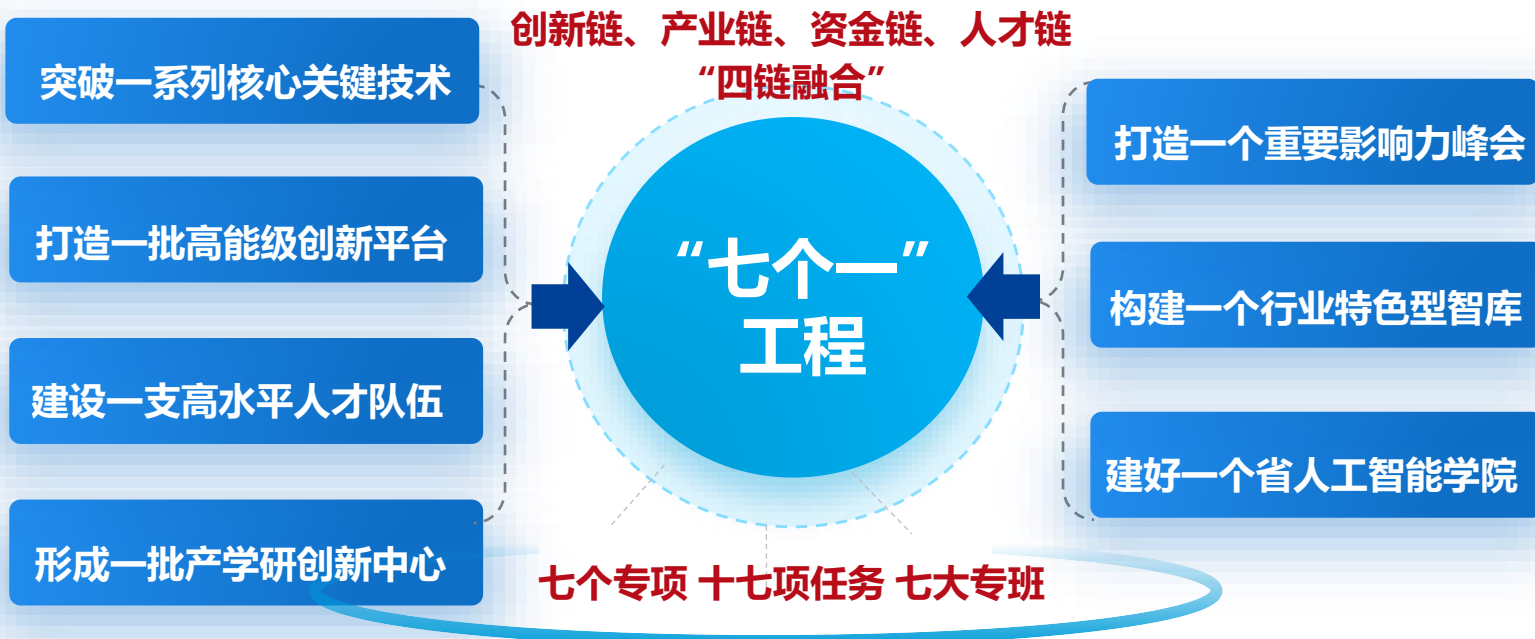 创新链、产业链、资金链、人才链
“四链融合”
突破一系列核心关键技术
打造一批高能级创新平台
建设一支高水平人才队伍
形成一批产学研创新中心
“七个一”
工程
打造一个重要影响力峰会
构建一个行业特色型智库
建好一个省人工智能学院
七个专项 十七项任务 七大专班